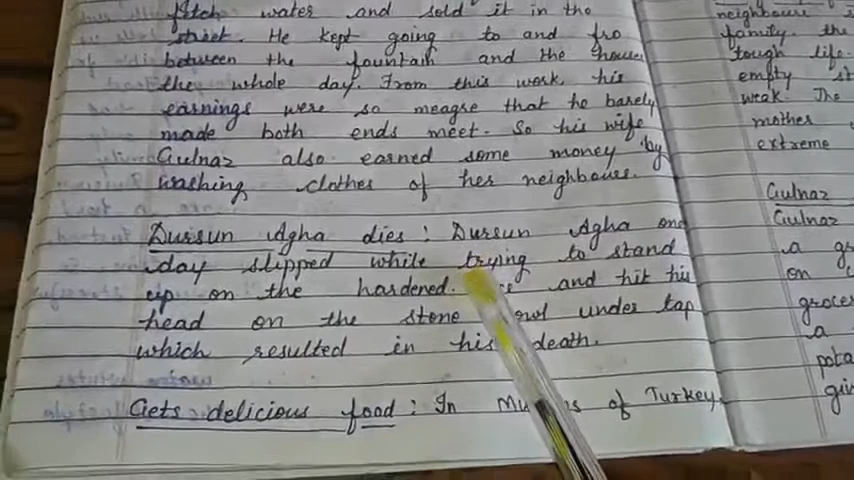 fetch water and sold it in the
street. He kept going to and fro
between the fountain and the house
the whole day. From this work, his
earnings were so meagre that he barely
made both ends meet. So his wife
Gulnaz also earned some money by
washing clothes of her neighbours.
Dursun Agha dies : Dursun Agha one
day slipped while trying to stand
up on the hardened and hit his
head on the stone under tap
which resulted in his death.
Gets delicious food : In of Turkey,
neighbours
family. the
tough life.
empty
weak. The
mother
extreme
Gulnaz
Gulnaz
a
on
a